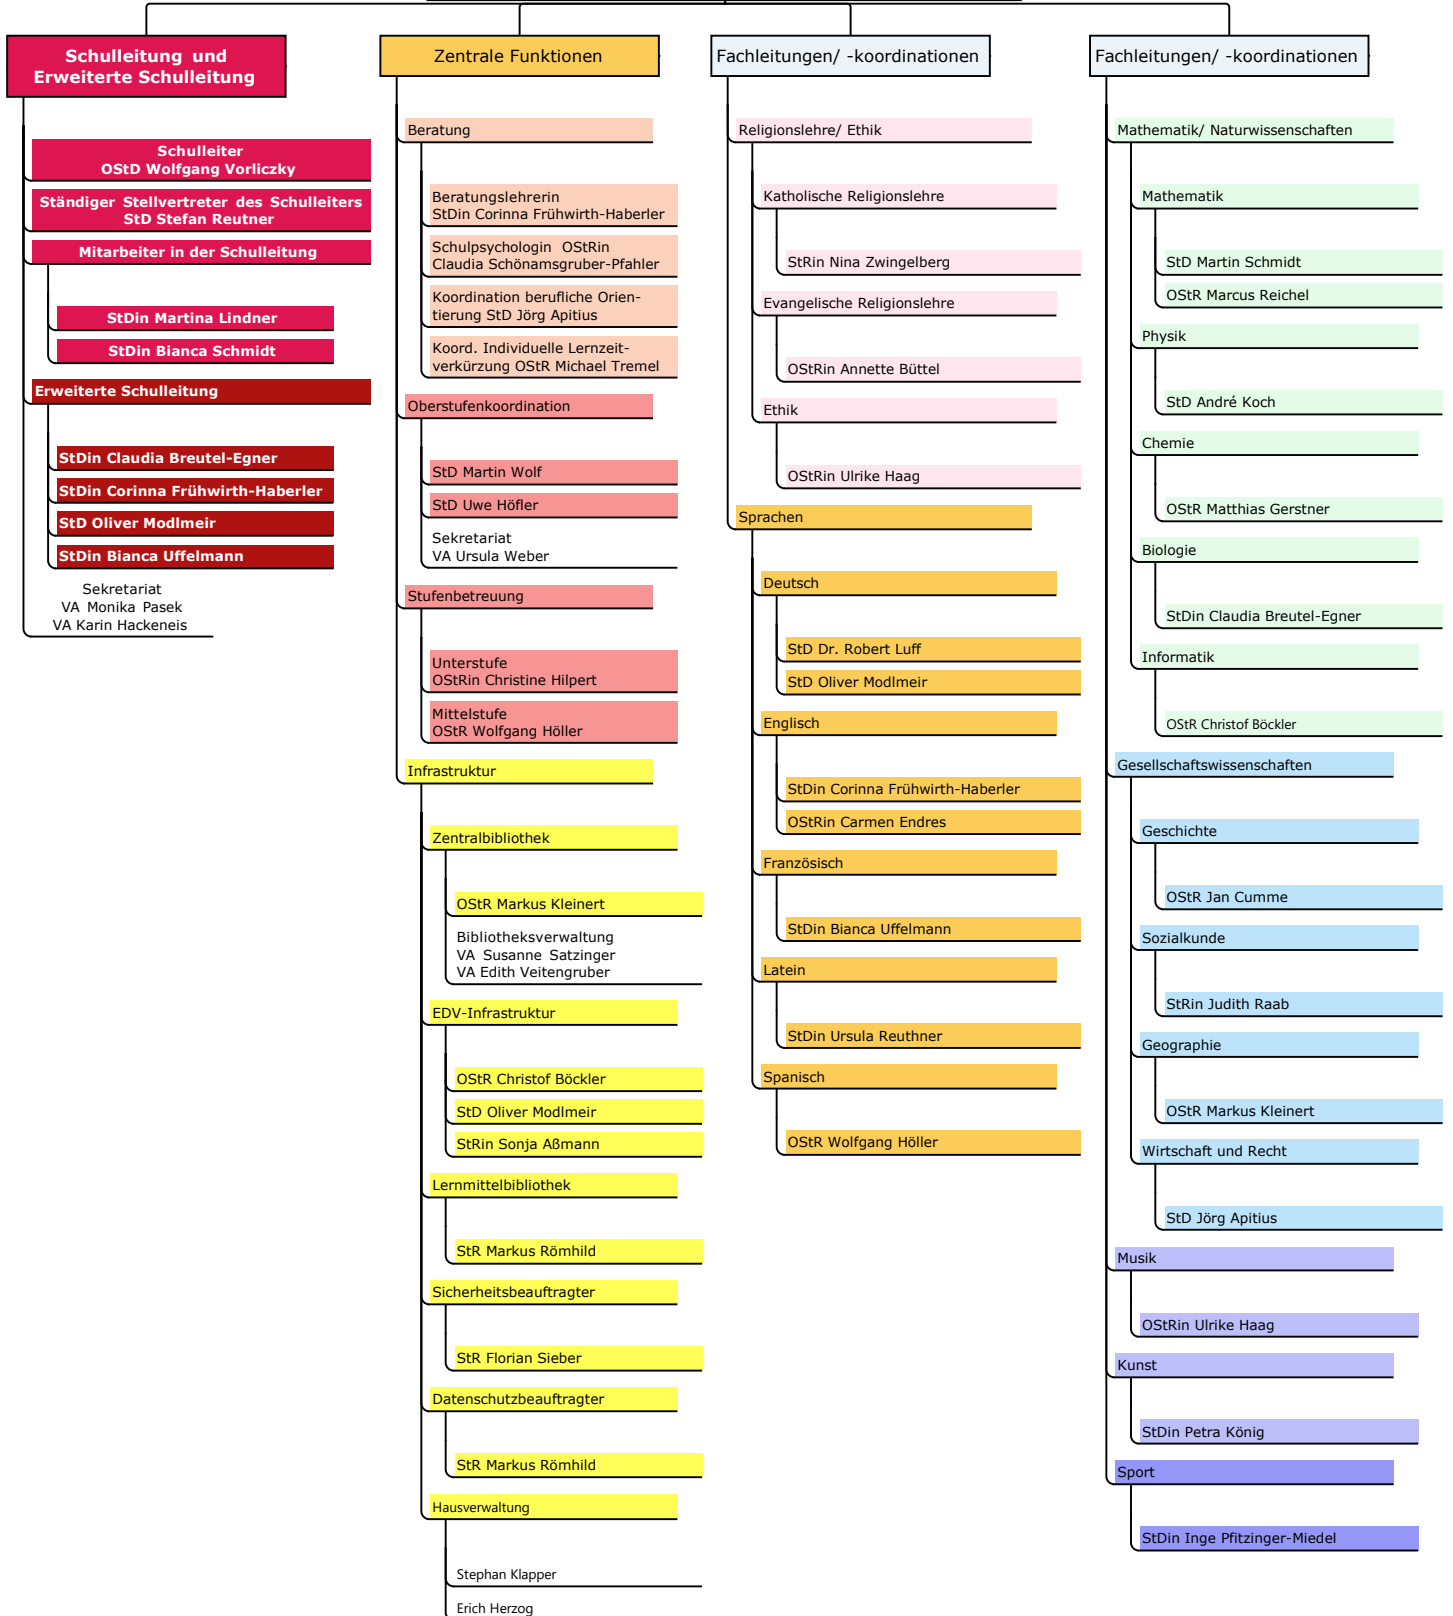 Schulleitung und
Erweiterte Schulleitung
Schulleiter
OStD Wolfgang Vorliczky
Ständiger Stellvertreter des Schulleiters
StD Stefan Reutner
Mitarbeiter in der Schulleitung
StDin Martina Lindner
StDin Bianca Schmidt
Erweiterte Schulleitung
StDin Claudia Breutel-Egner
StDin Corinna Frühwirth-Haberler
StD Oliver Modlmeir
StDin Bianca Uffelmann
Sekretariat
VA Monika Pasek
VA Karin Hackeneis
Zentrale Funktionen
Beratung
Beratungslehrerin
StDin Corinna Frühwirth-Haberler
Schulpsychologin OStRin
Claudia Schönamsgruber-Pfahler
Koordination berufliche Orien-
tierung StD Jörg Apitius
Koord. Individuelle Lernzeit-
verkürzung OStR Michael Tremel
Oberstufenkoordination
StD Martin Wolf
StD Uwe Höfler
Sekretariat
VA Ursula Weber
Stufenbetreuung
Unterstufe
OStRin Christine Hilpert
Mittelstufe
OStR Wolfgang Höller
Infrastruktur
Zentralbibliothek
OStR Markus Kleinert
Bibliotheksverwaltung
VA Susanne Satzinger
VA Edith Veitengruber
EDV-Infrastruktur
OStR Christof Böckler
StD Oliver Modlmeir
StRin Sonja Aßmann
Lernmittelbibliothek
StR Markus Römhild
Sicherheitsbeauftragter
StR Florian Sieber
Datenschutzbeauftragter
StR Markus Römhild
Hausverwaltung
Stephan Klapper
Erich Herzog
Fachleitungen/ -koordinationen
Religionslehre/ Ethik
Katholische Religionslehre
StRin Nina Zwingelberg
Evangelische Religionslehre
OStRin Annette Büttel
Ethik
OStRin Ulrike Haag
Sprachen
Deutsch
StD Dr. Robert Luff
StD Oliver Modlmeir
Englisch
StDin Corinna Frühwirth-Haberler
OStRin Carmen Endres
Französisch
StDin Bianca Uffelmann
Latein
StDin Ursula Reuthner
Spanisch
OStR Wolfgang Höller
Fachleitungen/ -koordinationen
Mathematik/ Naturwissenschaften
Mathematik
StD Martin Schmidt
OStR Marcus Reichel
Physik
StD André Koch
Chemie
OStR Matthias Gerstner
Biologie
StDin Claudia Breutel-Egner
Informatik
OStR Christof Böckler
Gesellschaftswissenschaften
Geschichte
OStR Jan Cumme
Sozialkunde
StRin Judith Raab
Geographie
OStR Markus Kleinert
Wirtschaft und Recht
StD Jörg Apitius
Musik
OStRin Ulrike Haag
Kunst
StDin Petra König
Sport
StDin Inge Pfitzinger-Miedel